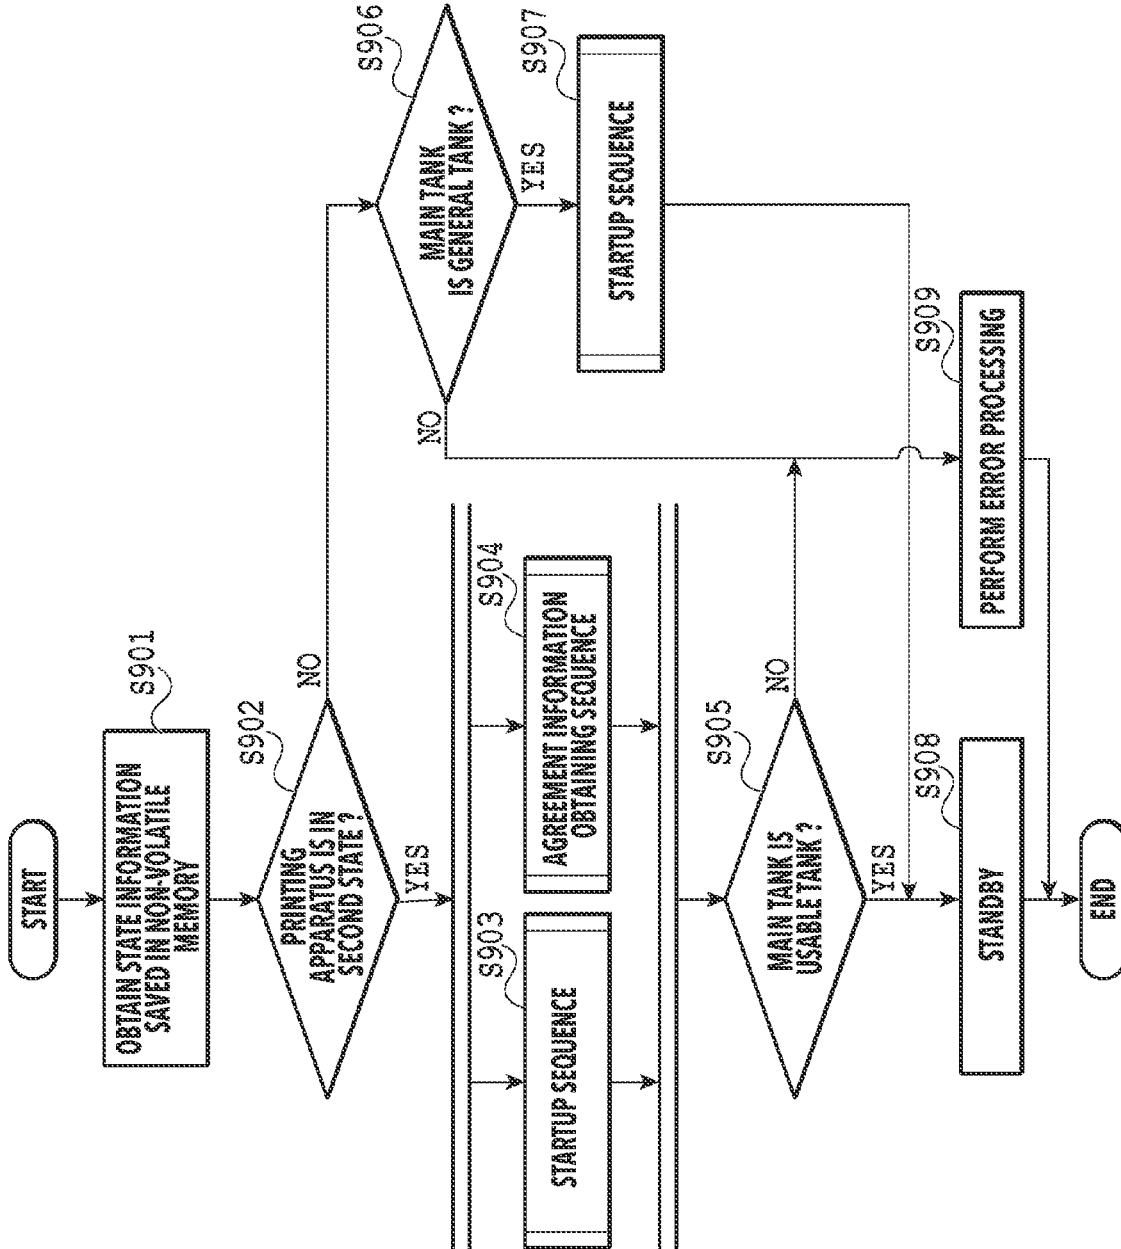 START
S901
OBTAIN STATE INFORMATION
SAVED IN NON-VOLATILE
MEMORY
S902
PRINTING
APPARATUS IS IN
SECOND STATE ?
NO
YES
S903
STARTUP SEQUENCE
S904
AGREEMENT INFORMATION
OBTAINING SEQUENCE
S905
MAIN TANK IS
USABLE TANK ?
NO
YES
S906
MAIN TANK
IS GENERAL TANK ?
NO
YES
S907
STARTUP SEQUENCE
S908
STANDBY
S909
PERFORM ERROR PROCESSING
END